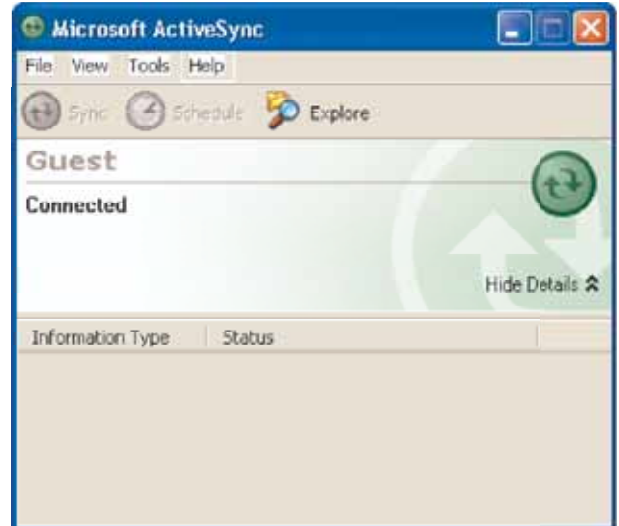 Microsoft ActiveSync
File View Tools Help
Sync Schedule Explore
Guest
Connected
Hide Details
Information Type Status